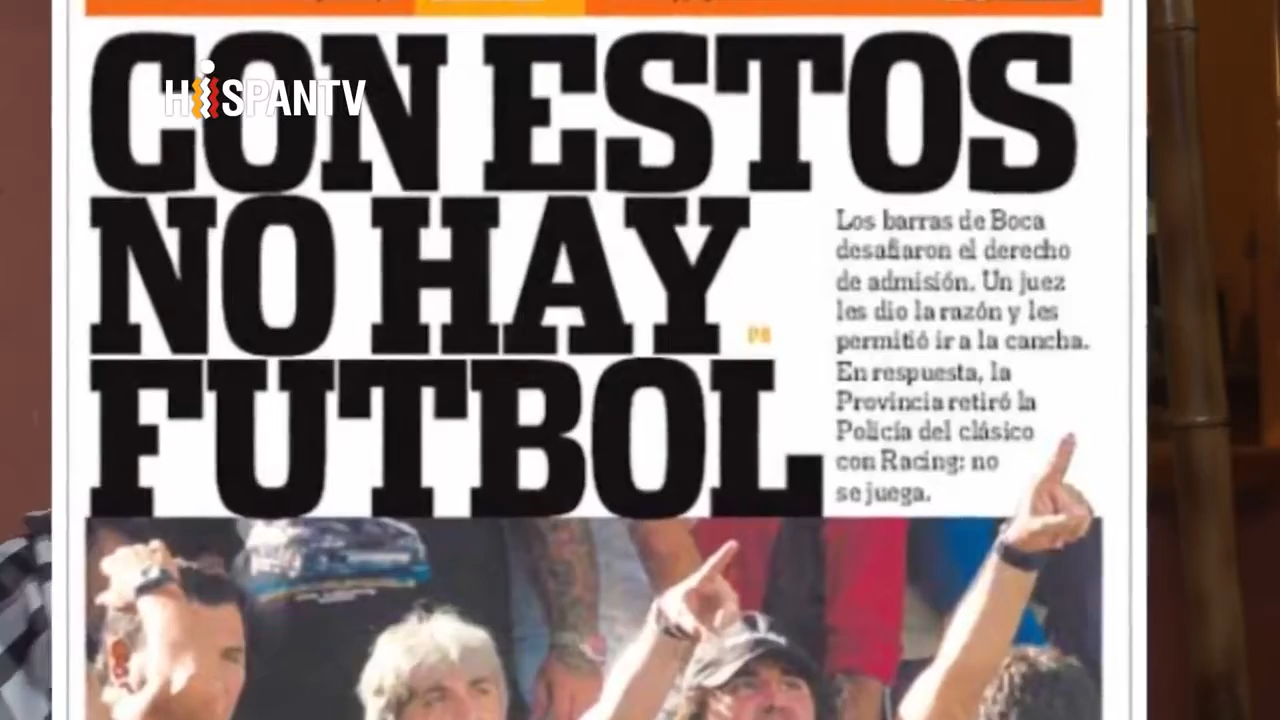 HISPANTV
CON ESTOS
NO HAY
FUTBOL
P8
Los barras de Boca
desafiaron el derecho
de admisión. Un juez
les dio la razón y les
permitió ir a la cancha.
En respuesta, la
Provincia retiró la
Policía del clásico
con Racing: no
se juega.